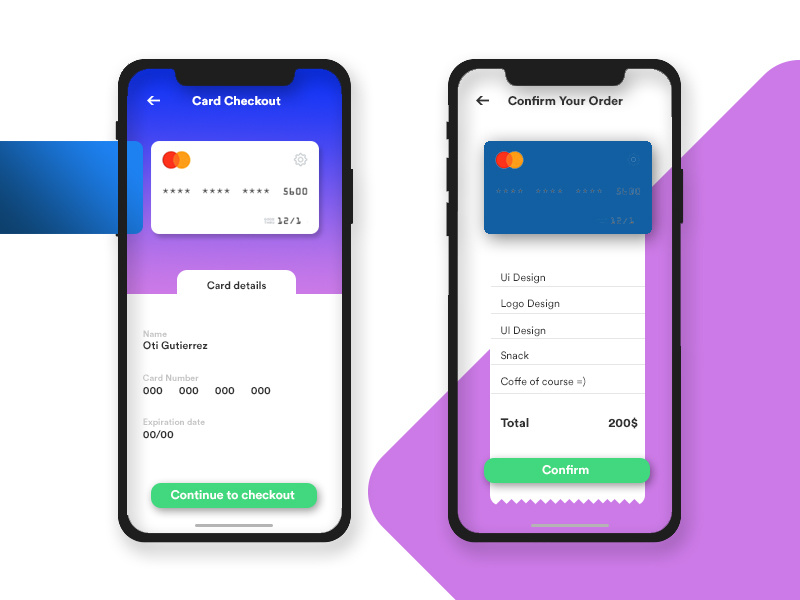 Card Checkout
**** **** **** 5600
12/1
Card details
Name
Oti Gutierrez
Card Number
000 000 000 000
Expiration date
00/00
Continue to checkout
Confirm Your Order
**** **** **** 5600
12/1
Ui Design
Logo Design
UI Design
Snack
Coffe of course =)
Total 200$
Confirm